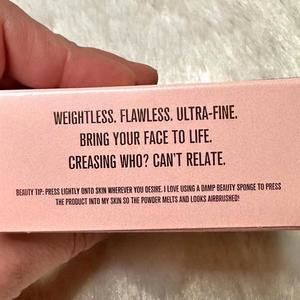 WEIGHTLESS. FLAWLESS. ULTRA-FINE.
BRING YOUR FACE TO LIFE.
CREASING WHO? CAN'T RELATE.
BEAUTY TIP: PRESS LIGHTLY ONTO SKIN WHEREVER YOU DESIRE. I LOVE USING A DAMP BEAUTY SPONGE TO PRESS
THE PRODUCT INTO MY SKIN SO THE POWDER MELTS AND LOOKS AIRBRUSHED!